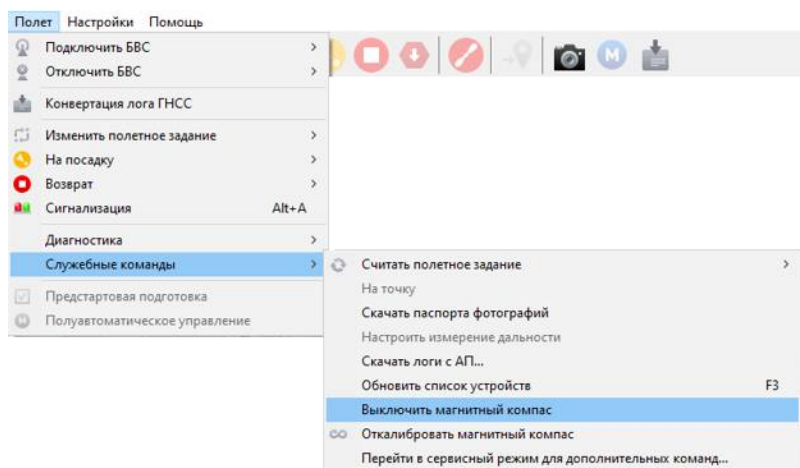 Полет Настройки Помощь
Подключить БВС
Отключить БВС
Конвертация лога ГНСС
Изменить полетное задание
На посадку
Возврат
Сигнализация Alt+A
Диагностика
Служебные команды
Предстартовая подготовка
Полуавтоматическое управление
Считать полетное задание
На точку
Скачать паспорта фотографий
Настроить измерение дальности
Скачать логи с АП...
Обновить список устройств F3
Выключить магнитный компас
Откалибровать магнитный компас
Перейти в сервисный режим для дополнительных команд...